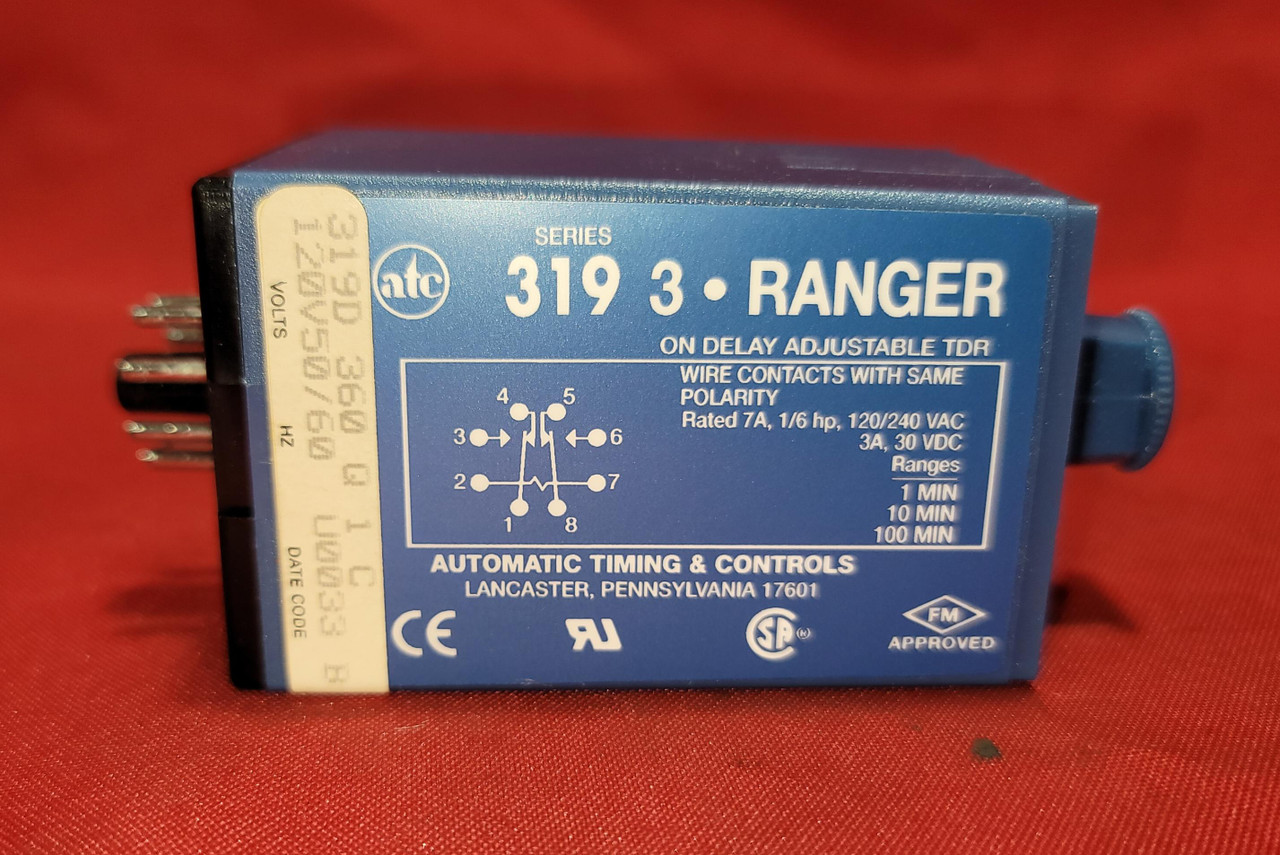 319D 360 Q 1 C
120V50/60 U0033 B
VOLTS HZ DATE CODE
atc
SERIES
319 3 • RANGER
ON DELAY ADJUSTABLE TDR
WIRE CONTACTS WITH SAME
POLARITY
Rated 7A, 1/6 hp, 120/240 VAC
3A, 30 VDC
Ranges
1 MIN
10 MIN
100 MIN
4 5
3 6
2 7
1 8
AUTOMATIC TIMING & CONTROLS
LANCASTER, PENNSYLVANIA 17601
CE
RU
SA ®
FM
APPROVED